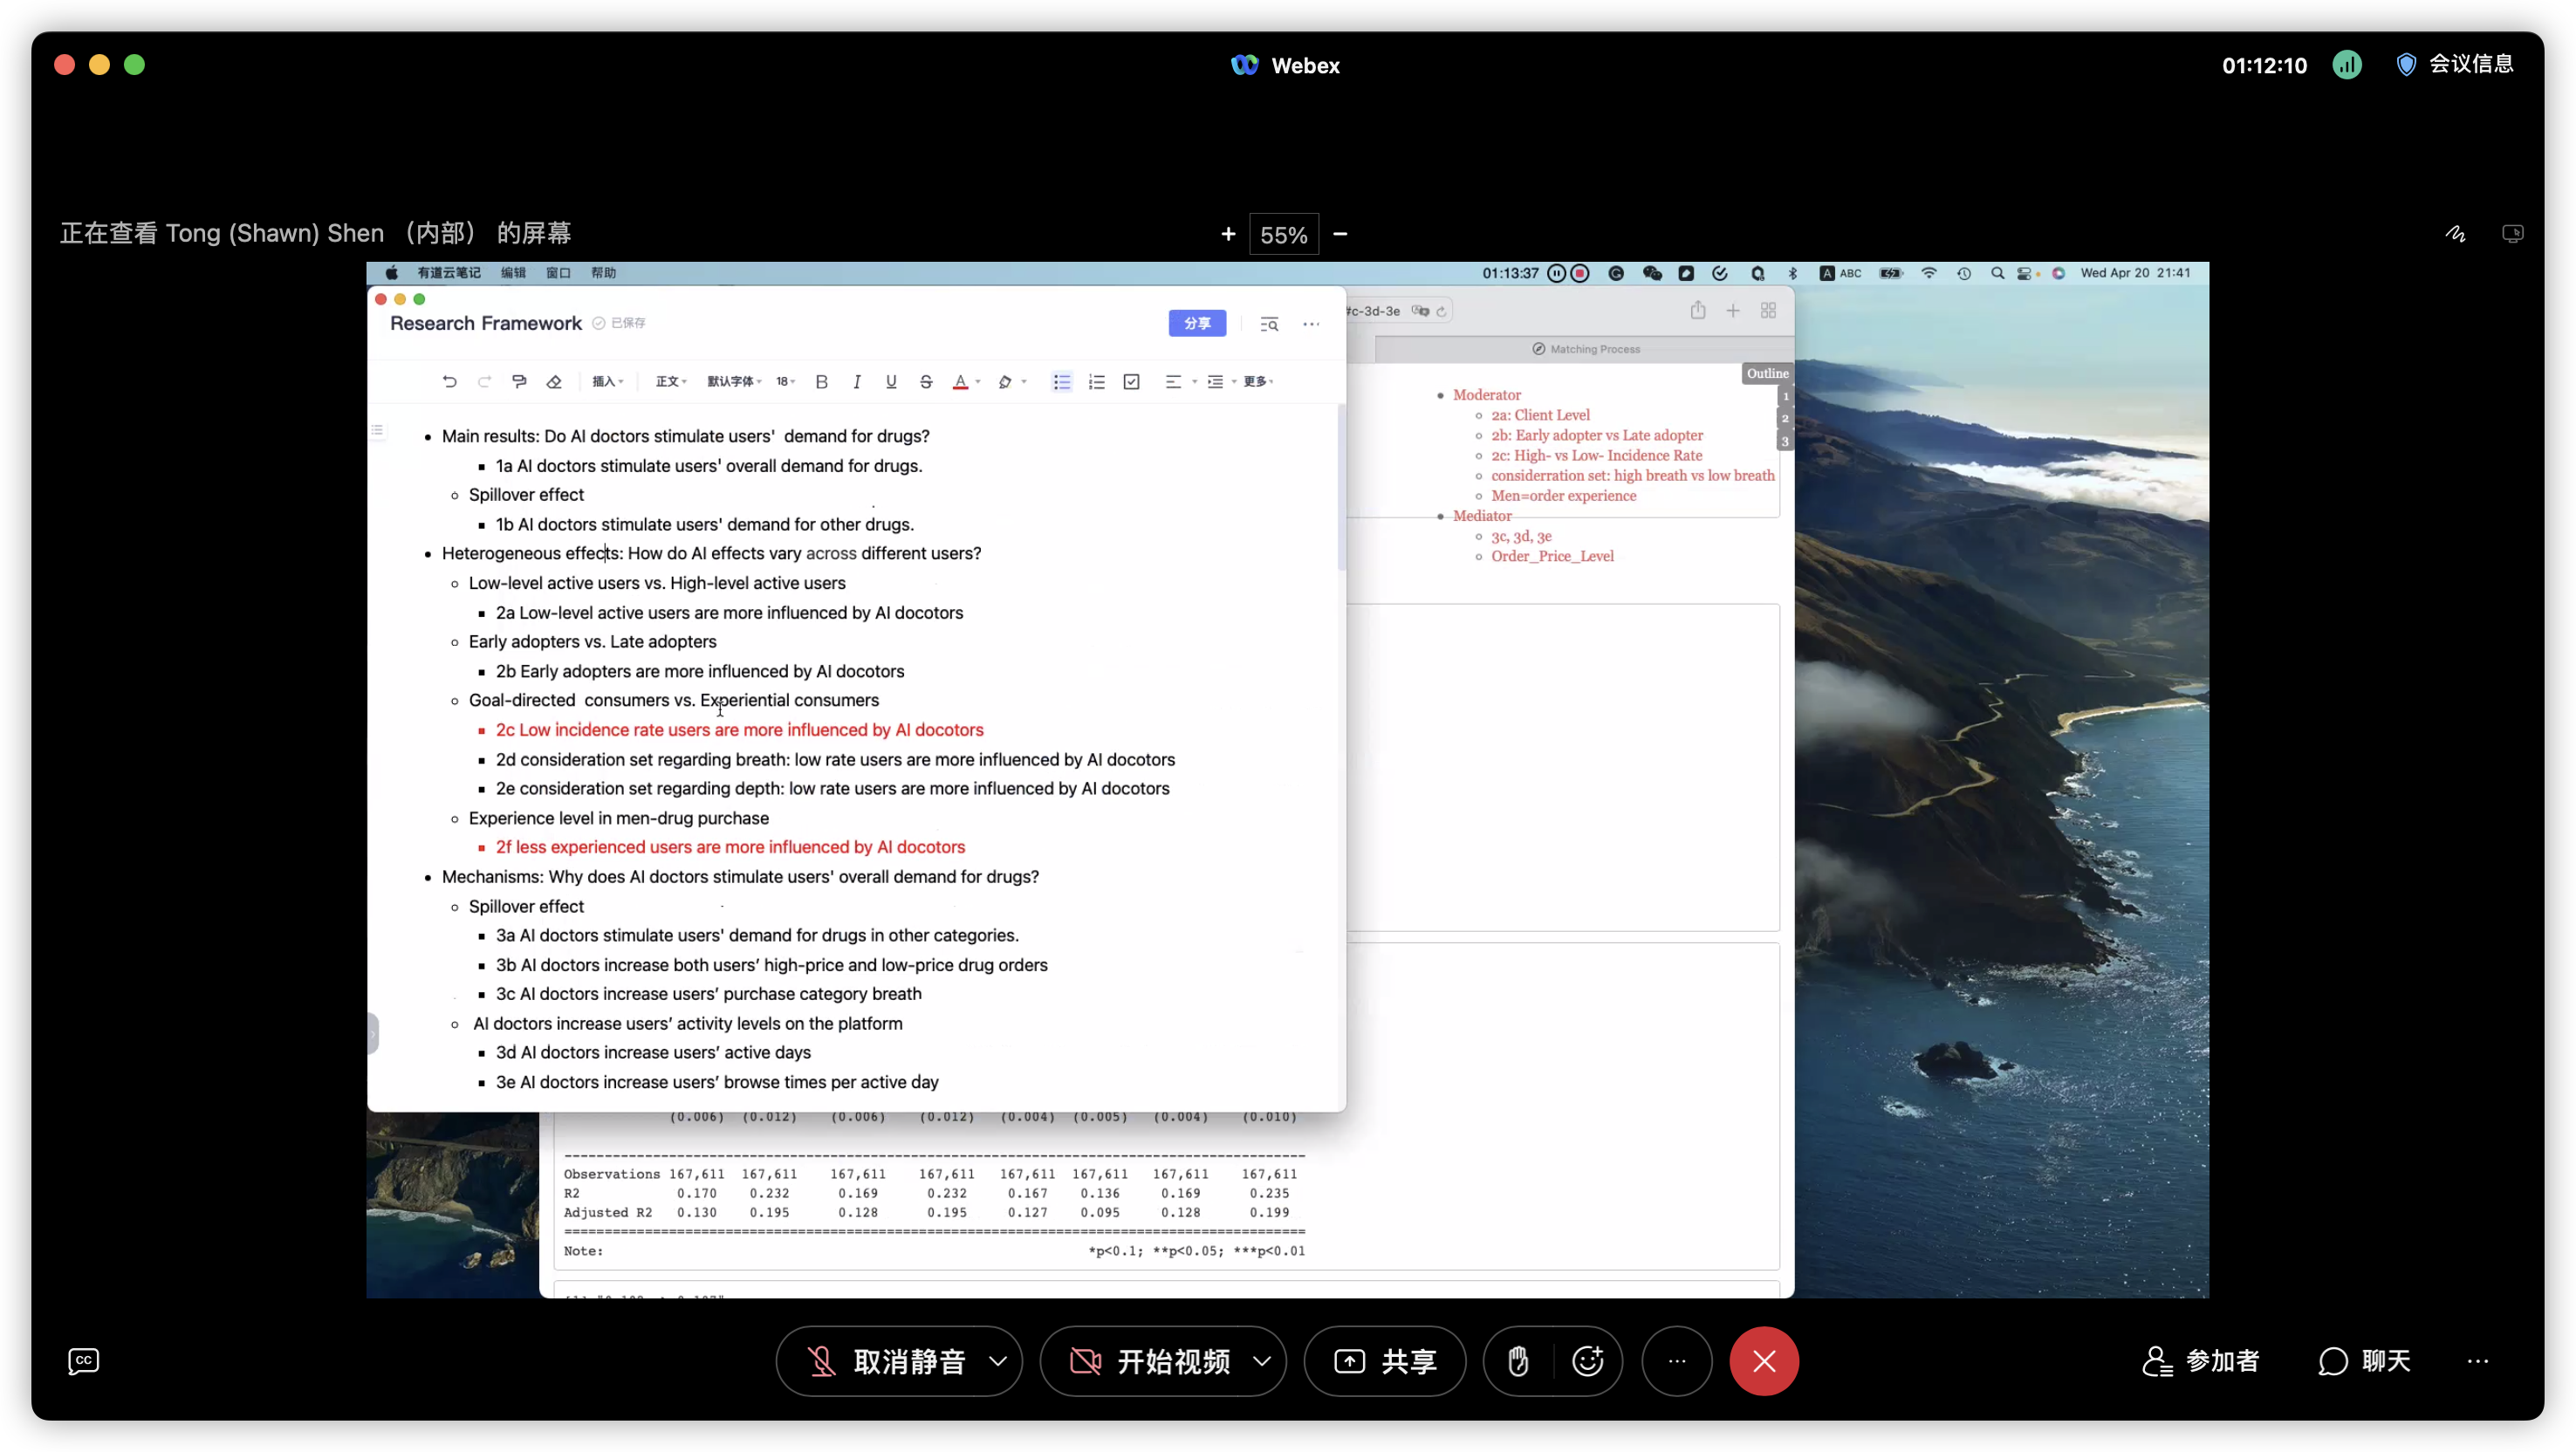 Webex
01:12:10
会议信息
正在查看 Tong (Shawn) Shen （内部） 的屏幕
+ 55% −
有道云笔记 编辑 窗口 帮助
01:13:37
A ABC
Wed Apr 20 21:41
Research Framework 已保存
分享
#c-3d-3e
Matching Process
插入 正文 默认字体 18 B I U S A 更多
Outline
1
2
3
• Main results: Do AI doctors stimulate users'  demand for drugs?
▪ 1a AI doctors stimulate users' overall demand for drugs.
◦ Spillover effect
▪ 1b AI doctors stimulate users' demand for other drugs.
• Heterogeneous effects: How do AI effects vary across different users?
◦ Low-level active users vs. High-level active users
▪ 2a Low-level active users are more influenced by AI docotors
◦ Early adopters vs. Late adopters
▪ 2b Early adopters are more influenced by AI docotors
◦ Goal-directed  consumers vs. Experiential consumers
▪ 2c Low incidence rate users are more influenced by AI docotors
▪ 2d consideration set regarding breath: low rate users are more influenced by AI docotors
▪ 2e consideration set regarding depth: low rate users are more influenced by AI docotors
◦ Experience level in men-drug purchase
▪ 2f less experienced users are more influenced by AI docotors
• Mechanisms: Why does AI doctors stimulate users' overall demand for drugs?
◦ Spillover effect
▪ 3a AI doctors stimulate users' demand for drugs in other categories.
▪ 3b AI doctors increase both users’ high-price and low-price drug orders
▪ 3c AI doctors increase users’ purchase category breath
◦ AI doctors increase users’ activity levels on the platform
▪ 3d AI doctors increase users’ active days
▪ 3e AI doctors increase users’ browse times per active day
• Moderator
◦ 2a: Client Level
◦ 2b: Early adopter vs Late adopter
◦ 2c: High- vs Low- Incidence Rate
◦ considerration set: high breath vs low breath
◦ Men=order experience
• Mediator
◦ 3c, 3d, 3e
◦ Order_Price_Level
(0.006) (0.012) (0.006) (0.012) (0.004) (0.005) (0.004) (0.010)
Observations 167,611 167,611 167,611 167,611 167,611 167,611 167,611 167,611
R2 0.170 0.232 0.169 0.232 0.167 0.136 0.169 0.235
Adjusted R2 0.130 0.195 0.128 0.195 0.127 0.095 0.128 0.199
Note: *p<0.1; **p<0.05; ***p<0.01
CC
取消静音
开始视频
共享
参加者
聊天